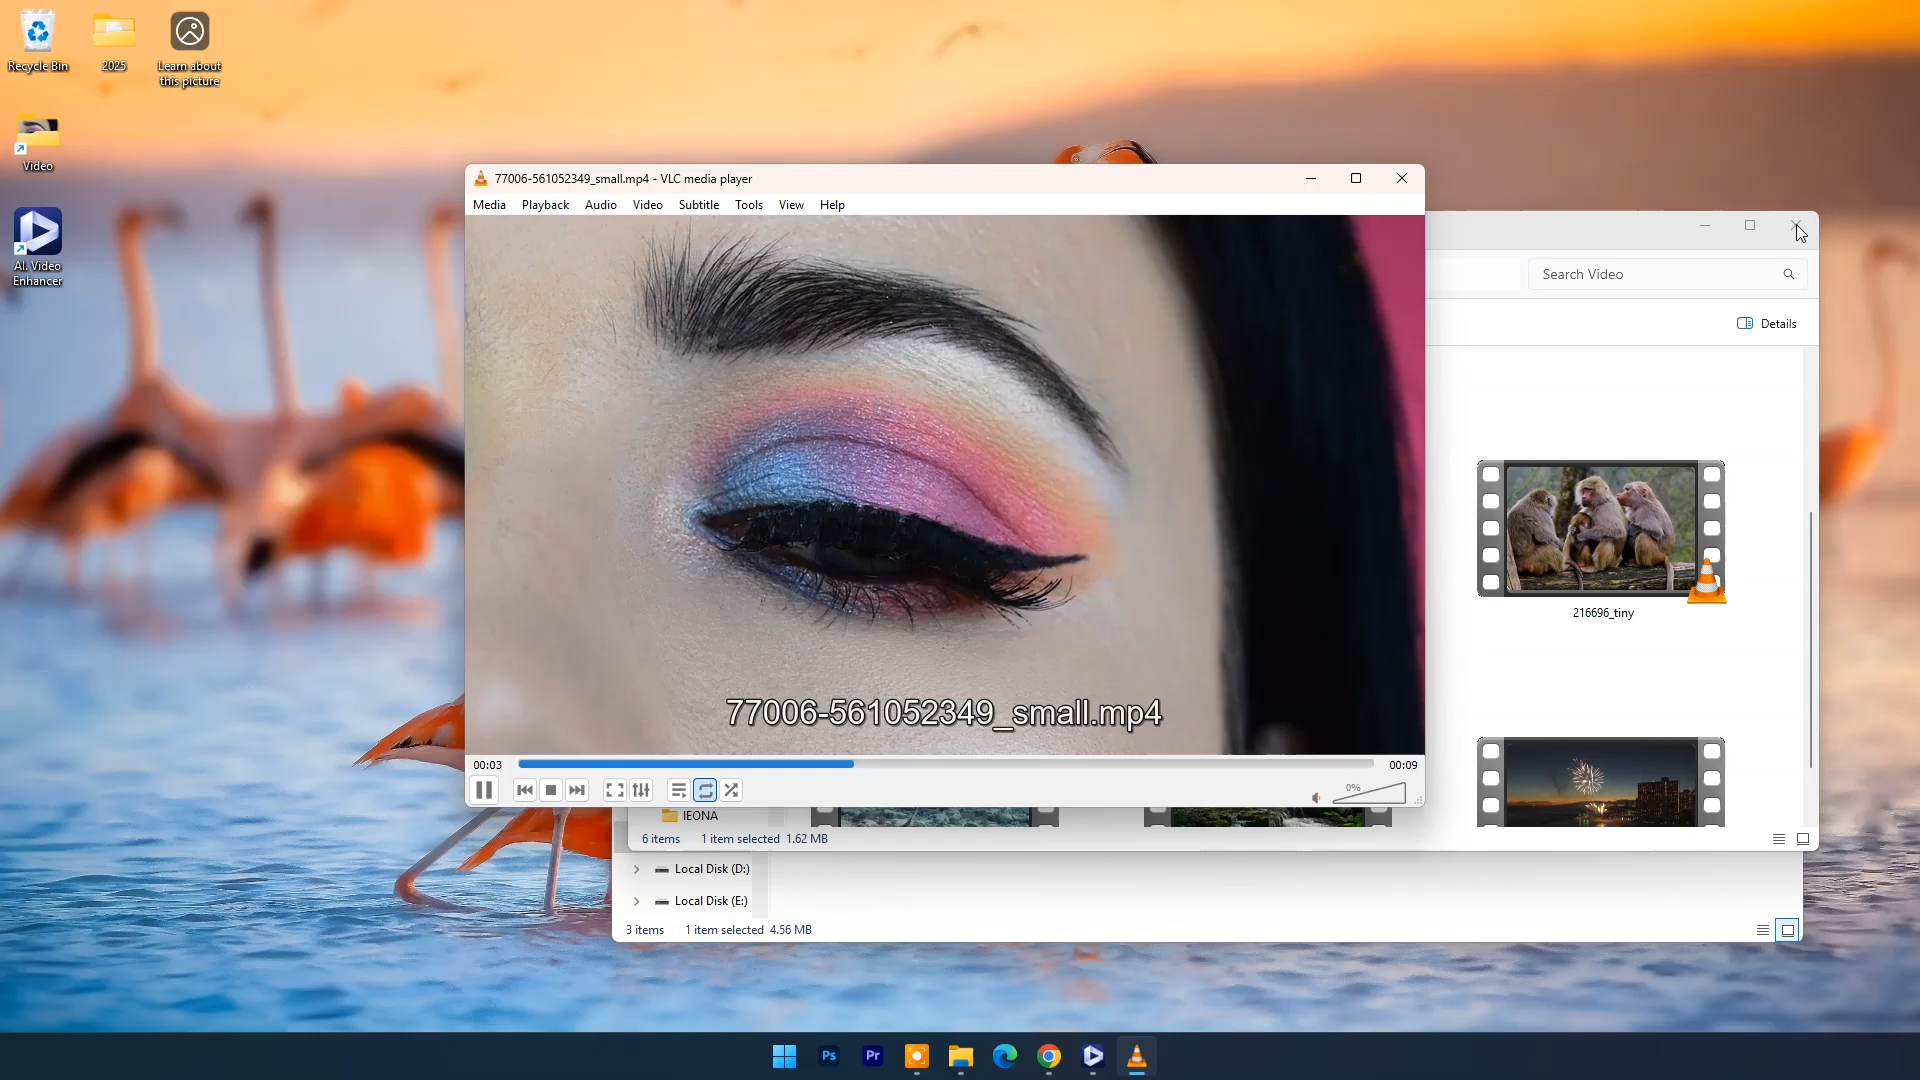 Recycle Bin
2025
Learn about
this picture
Video
AI. Video
Enhancer
77006-561052349_small.mp4 - VLC media player
Media Playback Audio Video Subtitle Tools View Help
Search Video
Details
216696_tiny
77006-561052349_small.mp4
00:03
00:09
0%
IEONA
6 items 1 item selected 1.62 MB
Local Disk (D:)
Local Disk (E:)
3 items 1 item selected 4.56 MB
Ps
Pr